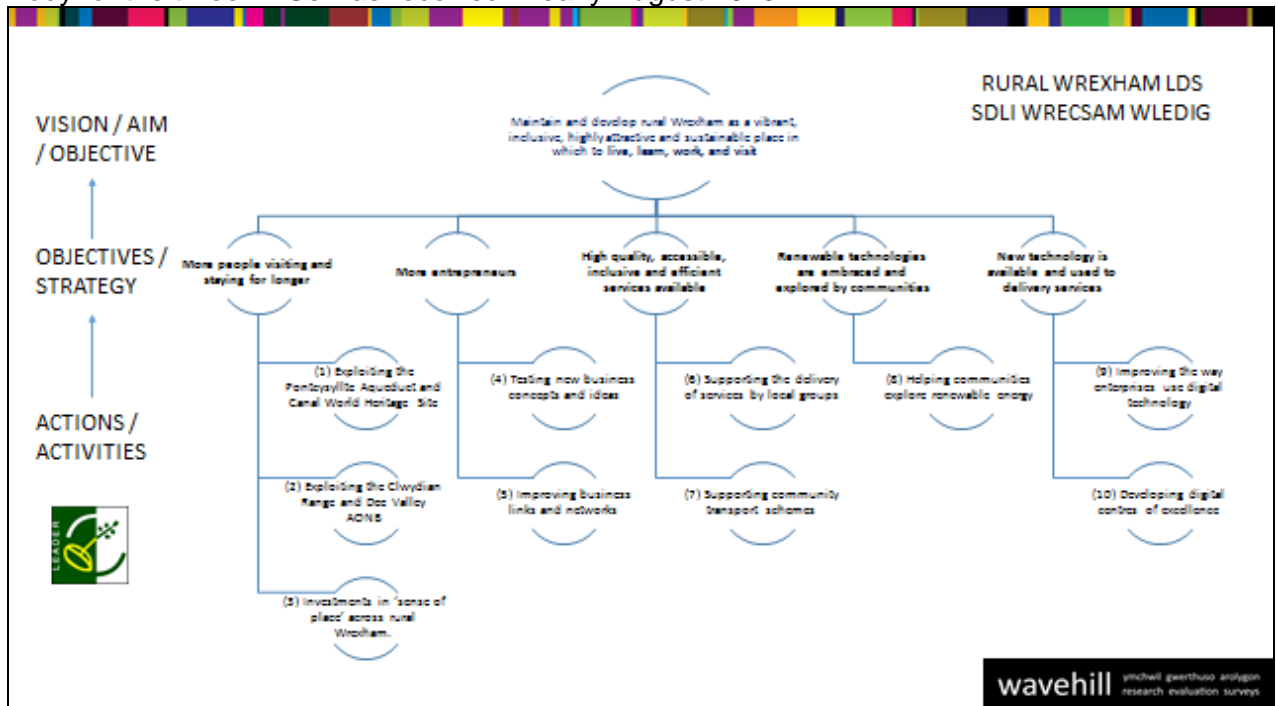 RURAL WREXHAM LDS
SDLI WRECSAM WLEDIG
VISION / AIM
/ OBJECTIVE
Maintain and develop rural Wrexham as a vibrant,
inclusive, highly attractive and sustainable place in
which to live, learn, work, and visit
OBJECTIVES /
STRATEGY
More people visiting and
staying for longer
More entrepreneurs
High quality, accessible,
inclusive and efficient
services available
Renewable technologies
are embraced and
explored by communities
New technology is
available and used to
delivery services
ACTIONS /
ACTIVITIES
(1) Exploiting the
Aqueduct and
Canal World Heritage Site
(4) Testing new business
concepts and ideas
(6) Supporting the delivery
of services by local groups
(8) Helping communities
explore renewable energy
(9) Improving the way
enterprises use digital
technology
(2) Exploiting the Clwydian
Range and Dee Valley
AONB
(5) Improving business
links and networks
(7) Supporting community
transport schemes
(10) Developing digital
centres of excellence
(3) Investments in 'sense of
place' across rural
Wrexham.
LEADER
wavehill
ymchwil gwerthuso arolygon
research evaluation surveys